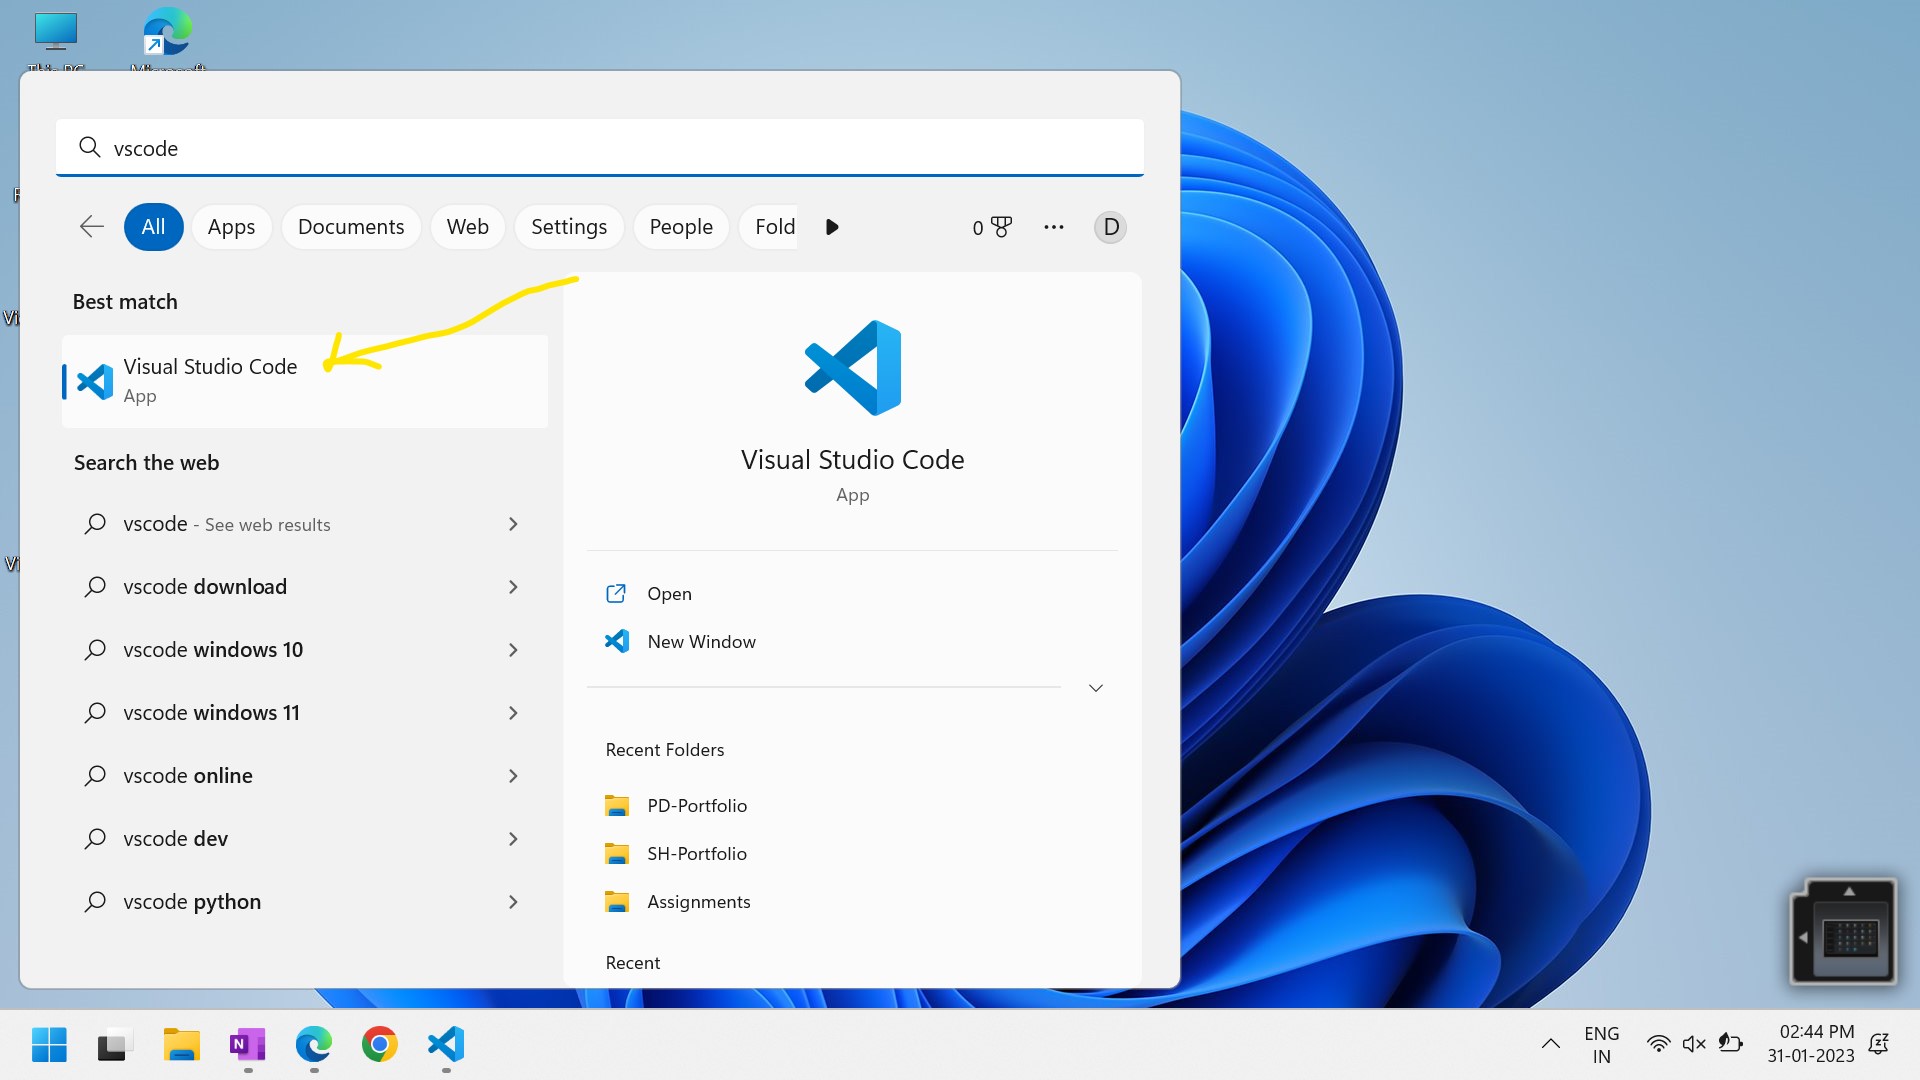 This PC
Microsoft
vscode
All
Apps
Documents
Web
Settings
People
Fold
0
D
Best match
Visual Studio Code
App
Search the web
vscode - See web results
vscode download
vscode windows 10
vscode windows 11
vscode online
vscode dev
vscode python
Visual Studio Code
App
Open
New Window
Recent Folders
PD-Portfolio
SH-Portfolio
Assignments
Recent
N
ENG
IN
02:44 PM
31-01-2023